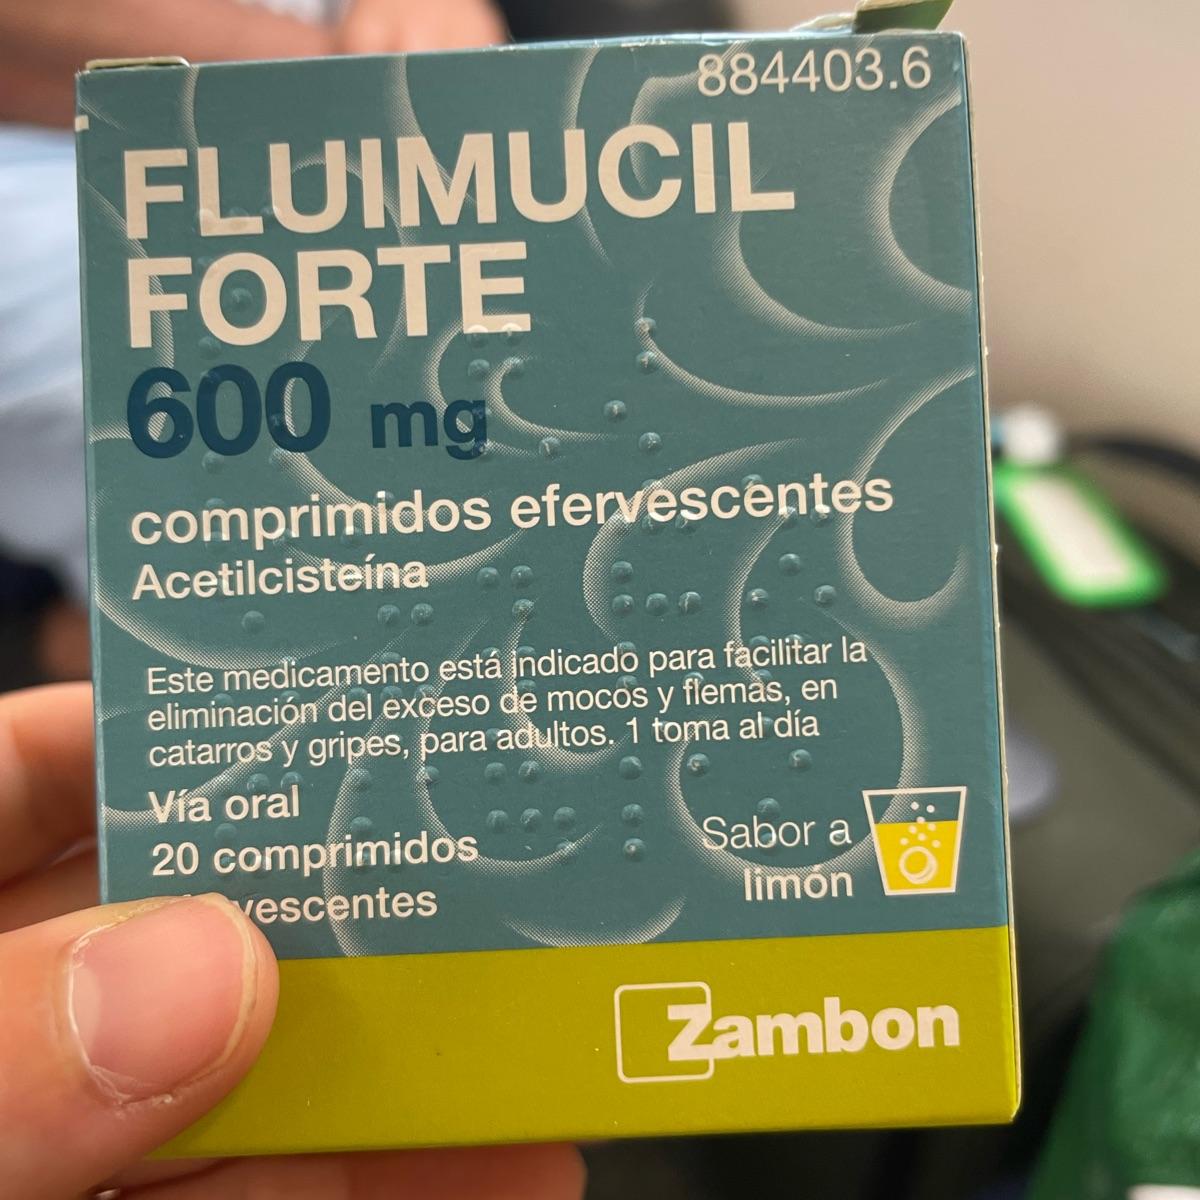 884403.6
FLUIMUCIL
FORTE
600 mg
comprimidos efervescentes
Acetilcisteína
Este medicamento está indicado para facilitar la
eliminación del exceso de mocos y flemas, en
catarros y gripes, para adultos. 1 toma al día
Vía oral
20 comprimidos
vescentes
Sabor a
limón
Zambon